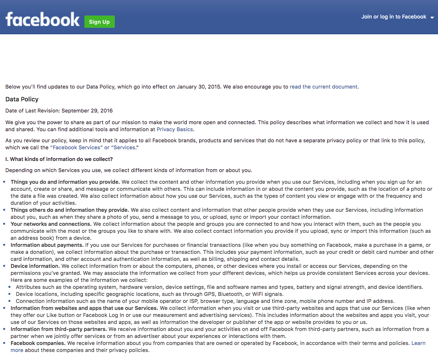 facebook
Sign Up
Join or log in to Facebook
Below you'll find updates to our Data Policy, which go into effect on January 30, 2015. We also encourage you to read the current document.
Data Policy
Date of Last Revision: September 29, 2016
We give you the power to share as part of our mission to make the world more open and connected. This policy describes what information we collect and how it is used
and shared. You can find additional tools and information at Privacy Basics.
As you review our policy, keep in mind that it applies to all Facebook brands, products and services that do not have a separate privacy policy or that link to this policy,
which we call the "Facebook Services" or "Services."
I. What kinds of information do we collect?
Depending on which Services you use, we collect different kinds of information from or about you.
• Things you do and information you provide. We collect the content and other information you provide when you use our Services, including when you sign up for an
account, create or share, and message or communicate with others. This can include information in or about the content you provide, such as the location of a photo or
the date a file was created. We also collect information about how you use our Services, such as the types of content you view or engage with or the frequency and
duration of your activities.
• Things others do and information they provide. We also collect content and information that other people provide when they use our Services, including information
about you, such as when they share a photo of you, send a message to you, or upload, sync or import your contact information.
• Your networks and connections. We collect information about the people and groups you are connected to and how you interact with them, such as the people you
communicate with the most or the groups you like to share with. We also collect contact information you provide if you upload, sync or import this information (such as
an address book) from a device.
• Information about payments. If you use our Services for purchases or financial transactions (like when you buy something on Facebook, make a purchase in a game, or
make a donation), we collect information about the purchase or transaction. This includes your payment information, such as your credit or debit card number and other
card information, and other account and authentication information, as well as billing, shipping and contact details.
• Device information. We collect information from or about the computers, phones, or other devices where you install or access our Services, depending on the
permissions you've granted. We may associate the information we collect from your different devices, which helps us provide consistent Services across your devices.
Here are some examples of the information we collect:
• Attributes such as the operating system, hardware version, device settings, file and software names and types, battery and signal strength, and device identifiers.
• Device locations, including specific geographic locations, such as through GPS, Bluetooth, or WiFi signals.
• Connection information such as the name of your mobile operator or ISP, browser type, language and time zone, mobile phone number and IP address.
• Information from websites and apps that use our Services. We collect information when you visit or use third-party websites and apps that use our Services (like when
they offer our Like button or Facebook Log In or use our measurement and advertising services). This includes information about the websites and apps you visit, your
use of our Services on those websites and apps, as well as information the developer or publisher of the app or website provides to you or us.
• Information from third-party partners. We receive information about you and your activities on and off Facebook from third-party partners, such as information from a
partner when we jointly offer services or from an advertiser about your experiences or interactions with them.
• Facebook companies. We receive information about you from companies that are owned or operated by Facebook, in accordance with their terms and policies. Learn
more about these companies and their privacy policies.